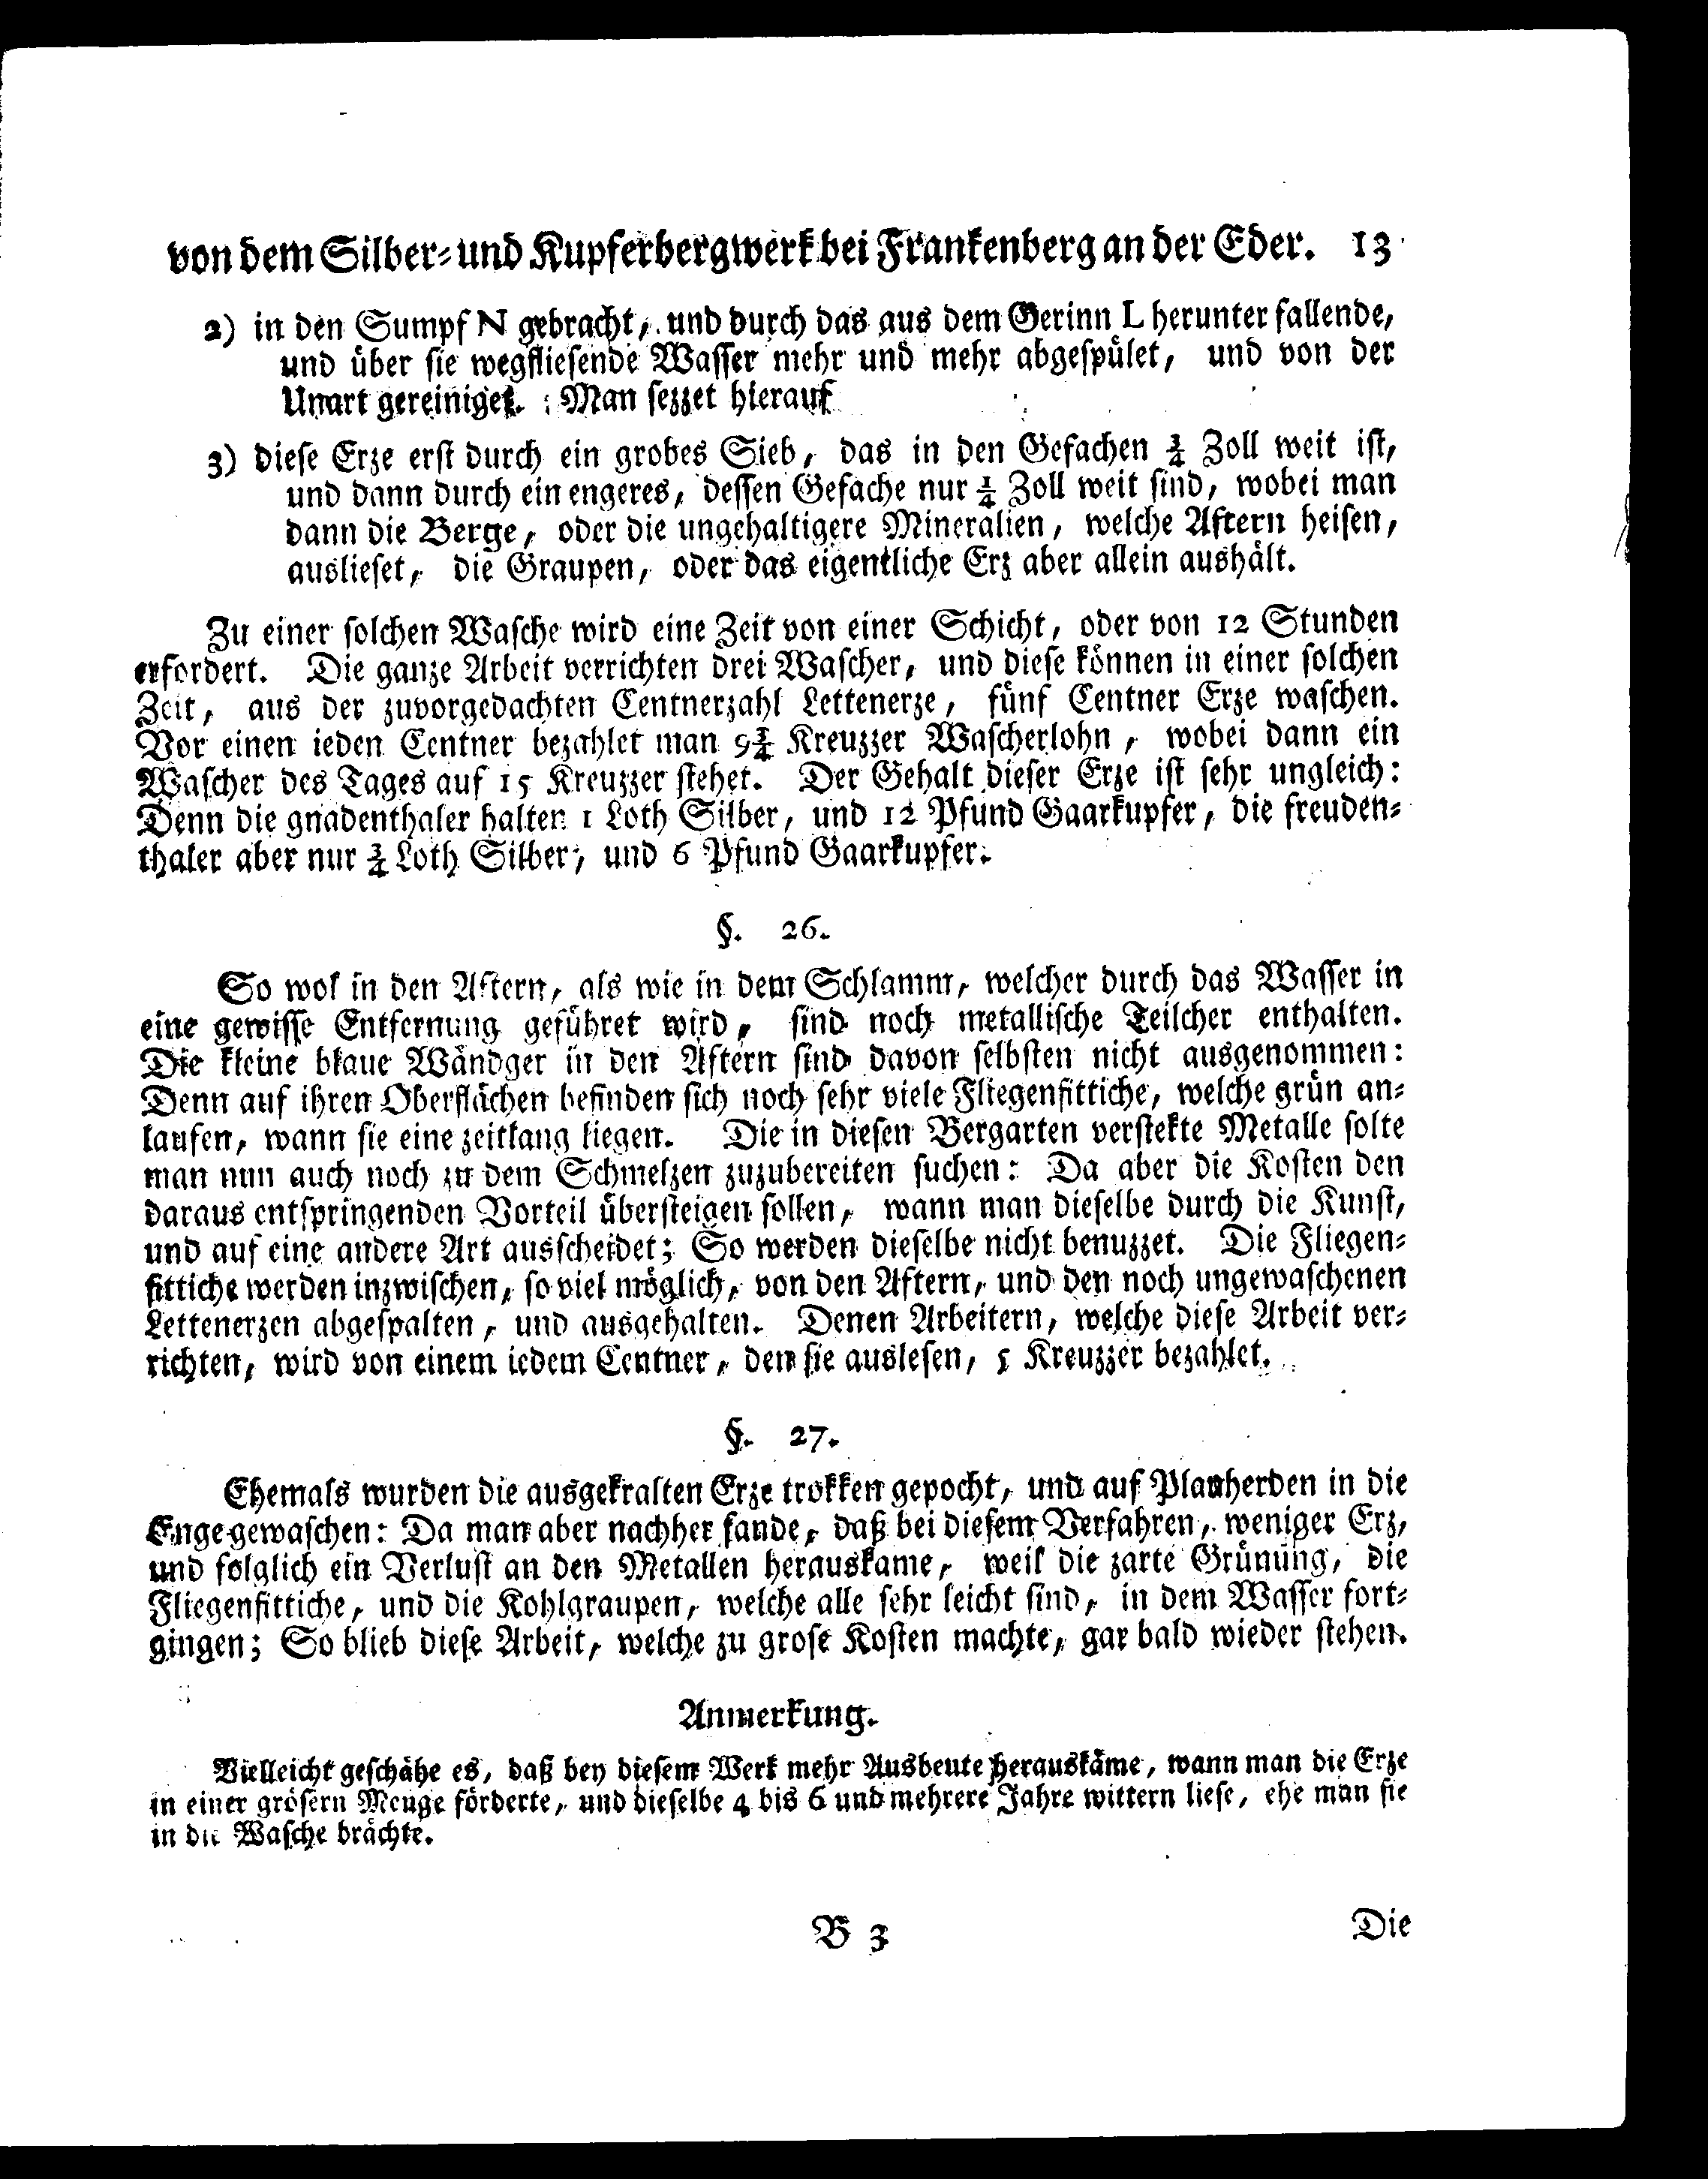 von dem Silber- und Kupferbergwerk bei Frankenberg an der Eder. 13
2) in den Sumpf N gebracht, und durch das aus dem Gerinn L herunter fallende,
und über sie wegfliesende Wasser mehr und mehr abgespület, und von der
Unart gereiniget. Man sezzet hierauf
3) diese Erze erst durch ein grobes Sieb, das in den Gefachen ¾ Zoll weit ist,
und dann durch ein engeres, dessen Gefache nur ¼ Zoll weit sind, wobei man
dann die Berge, oder die ungehaltigere Mineralien, welche Aftern heisen,
auslieset, die Graupen, oder das eigentliche Erz aber allein aushält.
Zu einer solchen Wasche wird eine Zeit von einer Schicht, oder von 12 Stunden
erfordert. Die ganze Arbeit verrichten drei Wascher, und diese können in einer solchen
Zeit, aus der zuvorgedachten Centnerzahl Lettenerze, fünf Centner Erze waschen.
Vor einen ieden Centner bezahlet man 9¾ Kreuzzer Wascherlohn, wobei dann ein
Wascher des Tages auf 15 Kreuzzer stehet. Der Gehalt dieser Erze ist sehr ungleich:
Denn die gnadenthaler halten 1 Loth Silber, und 12 Pfund Gaarkupfer, die freuden-
thaler aber nur ¾ Loth Silber, und 6 Pfund Gaarkupfer.
§. 26.
So wol in den Aftern, als wie in dem Schlamm, welcher durch das Wasser in
eine gewisse Entfernung geführet wird, sind noch metallische Teilcher enthalten.
Die kleine blaue Wändger in den Aftern sind davon selbsten nicht ausgenommen:
Denn auf ihren Oberflächen befinden sich noch sehr viele Fliegenfittiche, welche grün an-
laufen, wann sie eine zeitlang liegen. Die in diesen Bergarten verstekte Metalle solte
man nun auch noch zu dem Schmelzen zuzubereiten suchen: Da aber die Kosten den
daraus entspringenden Vorteil übersteigen sollen, wann man dieselbe durch die Kunst,
und auf eine andere Art ausscheidet; So werden dieselbe nicht benuzzet. Die Fliegen-
fittiche werden inzwischen, so viel möglich, von den Aftern, und den noch ungewaschenen
Lettenerzen abgespalten, und ausgehalten. Denen Arbeitern, welche diese Arbeit ver-
richten, wird von einem iedem Centner, den sie auslesen, 5 Kreuzzer bezahlet.
§. 27.
Ehemals wurden die ausgekralten Erze trokken gepocht, und auf Planherden in die
Enge gewaschen: Da man aber nachher fande, daß bei diesem Verfahren, weniger Erz,
und folglich ein Verlust an den Metallen herauskame, weil die zarte Grünung, die
Fliegenfittiche, und die Kohlgraupen, welche alle sehr leicht sind, in dem Wasser fort-
gingen; So blieb diese Arbeit, welche zu grose Kosten machte, gar bald wieder stehen.
Anmerkung.
Vielleicht geschähe es, daß bey diesem Werk mehr Ausbeute herauskäme, wann man die Erze
in einer grösern Menge förderte, und dieselbe 4 bis 6 und mehrere Jahre wittern liese, ehe man sie
in die Wasche brächte.
B 3
Die